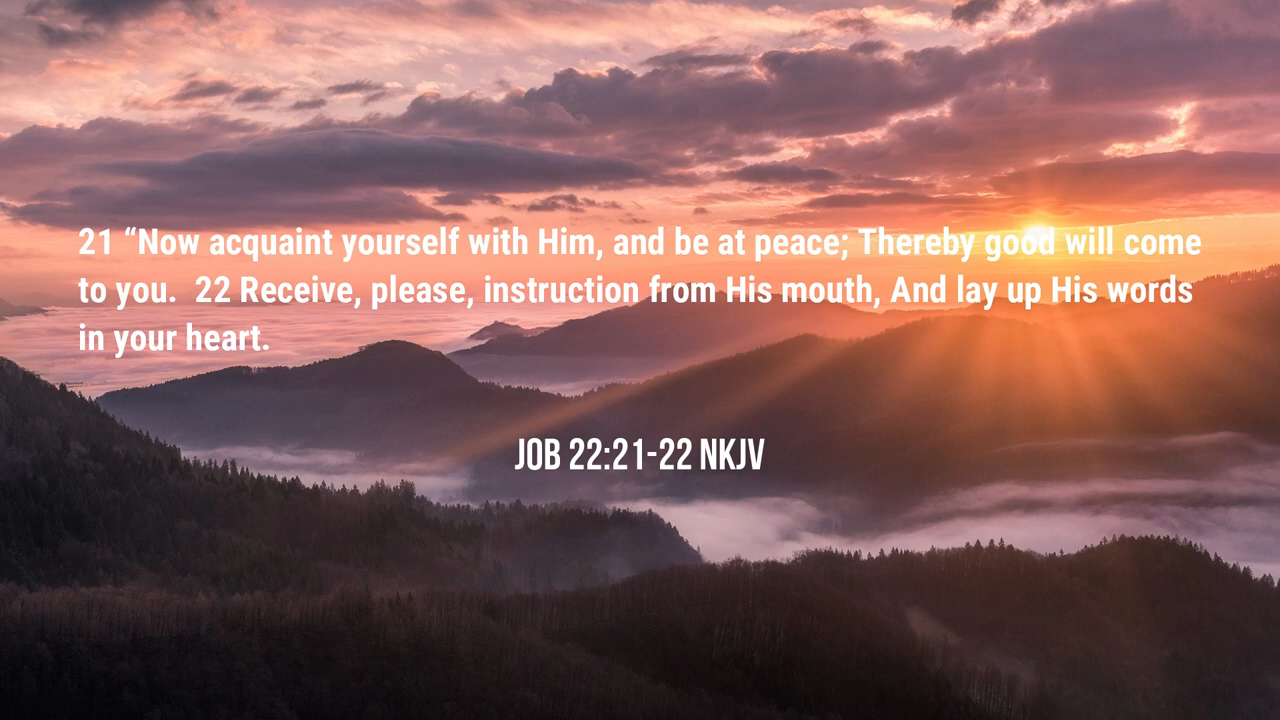 21 “Now acquaint yourself with Him, and be at peace; Thereby good will come
to you.  22 Receive, please, instruction from His mouth, And lay up His words
in your heart.
JOB 22:21-22 NKJV